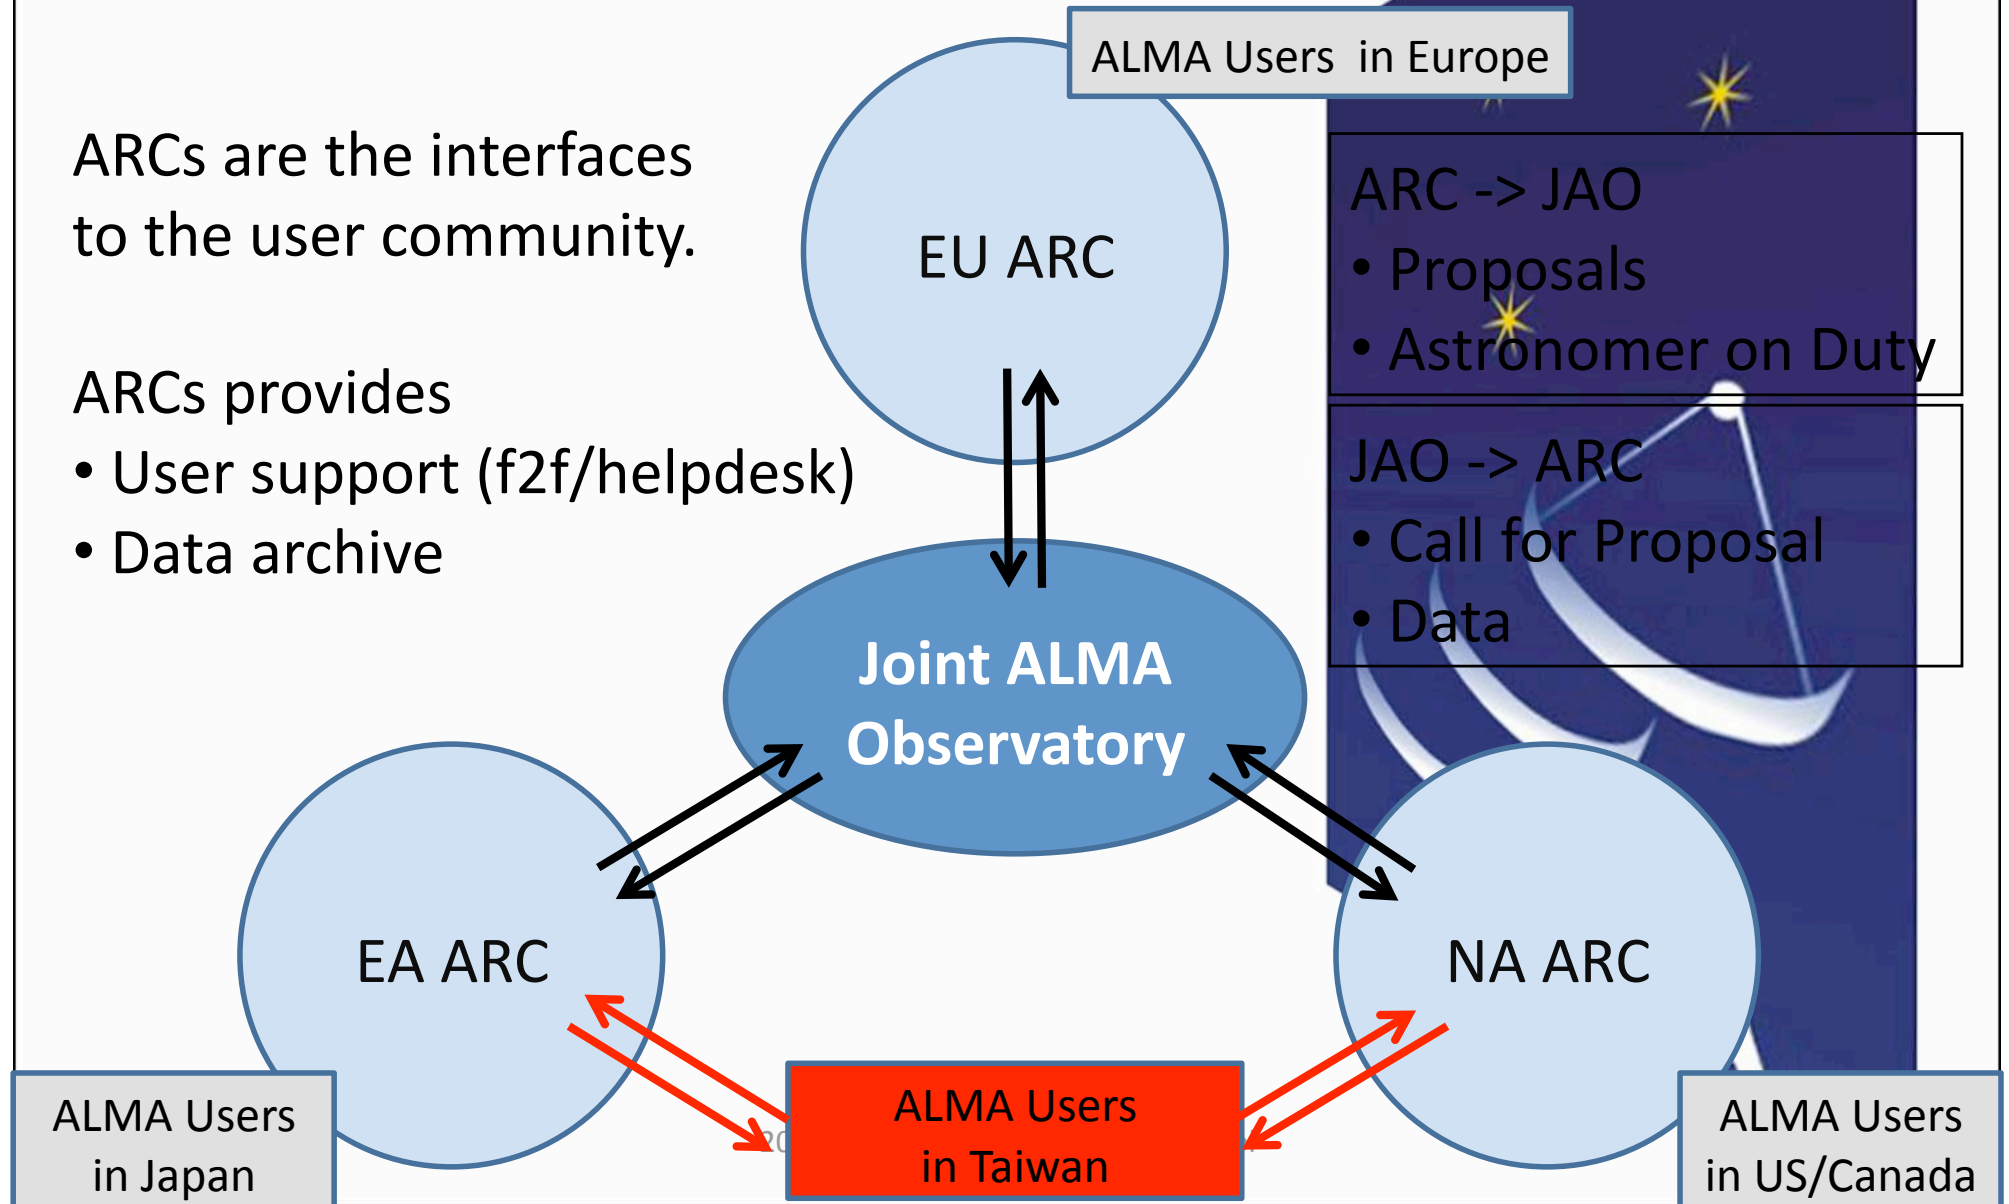 ALMA Users in Europe
ARCs are the interfaces
to the user community.
ARCs provides
• User support (f2f/helpdesk)
• Data archive
EU ARC
ARC -> JAO
• Proposals
• Astronomer on Duty
JAO -> ARC
• Call for Proposal
• Data
Joint ALMA
Observatory
EA ARC
NA ARC
ALMA Users
in Japan
ALMA Users
in Taiwan
ALMA Users
in US/Canada